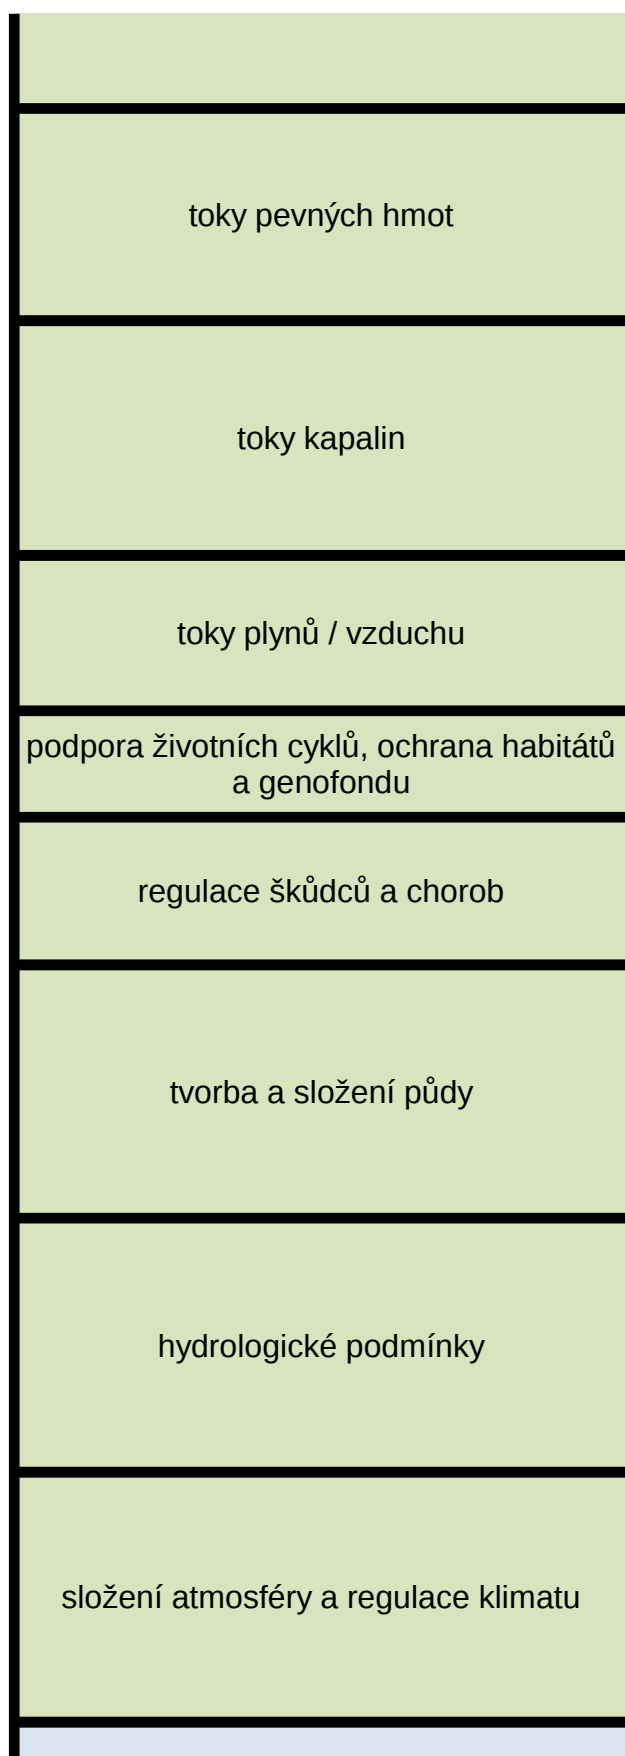 toky pevných hmot
toky kapalin
toky plynů / vzduchu
podpora životních cyklů, ochrana habitátů
a genofondu
regulace škůdců a chorob
tvorba a složení půdy
hydrologické podmínky
složení atmosféry a regulace klimatu